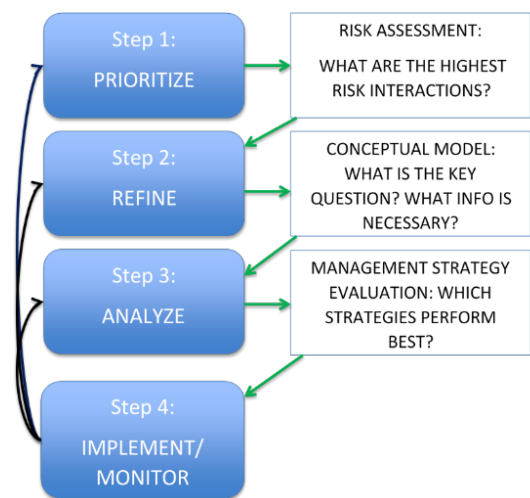 Step 1:
PRIORITIZE
RISK ASSESSMENT:
WHAT ARE THE HIGHEST
RISK INTERACTIONS?
Step 2:
REFINE
CONCEPTUAL MODEL:
WHAT IS THE KEY
QUESTION? WHAT INFO IS
NECESSARY?
Step 3:
ANALYZE
MANAGEMENT STRATEGY
EVALUATION: WHICH
STRATEGIES PERFORM
BEST?
Step 4:
IMPLEMENT/
MONITOR